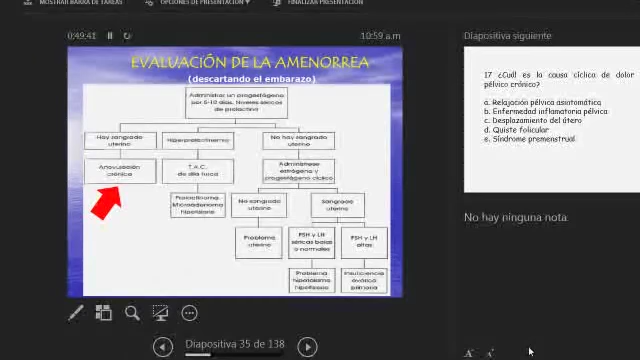 MOSTRAR BARRA DE TAREAS
OPCIONES DE PRESENTACIÓN
FINALIZAR PRESENTACIÓN
0:49:41
10:59 a.m
Diapositiva siguiente
EVALUACIÓN DE LA AMENORREA
(descartando el embarazo)
Administrar un progestágeno
por 5-10 días. Niveles séricos
de prolactina
Hay sangrado
uterino
Hiperprolactinemia
No hay sangrado
uterino
Anovulación
crónica
T.A.C.
de silla turca
Adminístrese
estrógeno y
progestágeno cíclico
Prolactinoma
Microadenoma
hipofisiario
No sangrado
uterino
Sangrado
uterino
Problema
uterino
FSH y LH
séricas bajas
o normales
FSH y LH
altas
Problema
hipotálamo
hipofisiario
Insuficiencia
ovárica
primaria
17 ¿Cuál es la causa cíclica de dolor
pélvico crónico?
a. Relajación pélvica asintomática
b. Enfermedad inflamatoria pélvica
c. Desplazamiento del útero
d. Quiste folicular
e. Síndrome premenstrual
No hay ninguna nota.
Diapositiva 35 de 138
A A